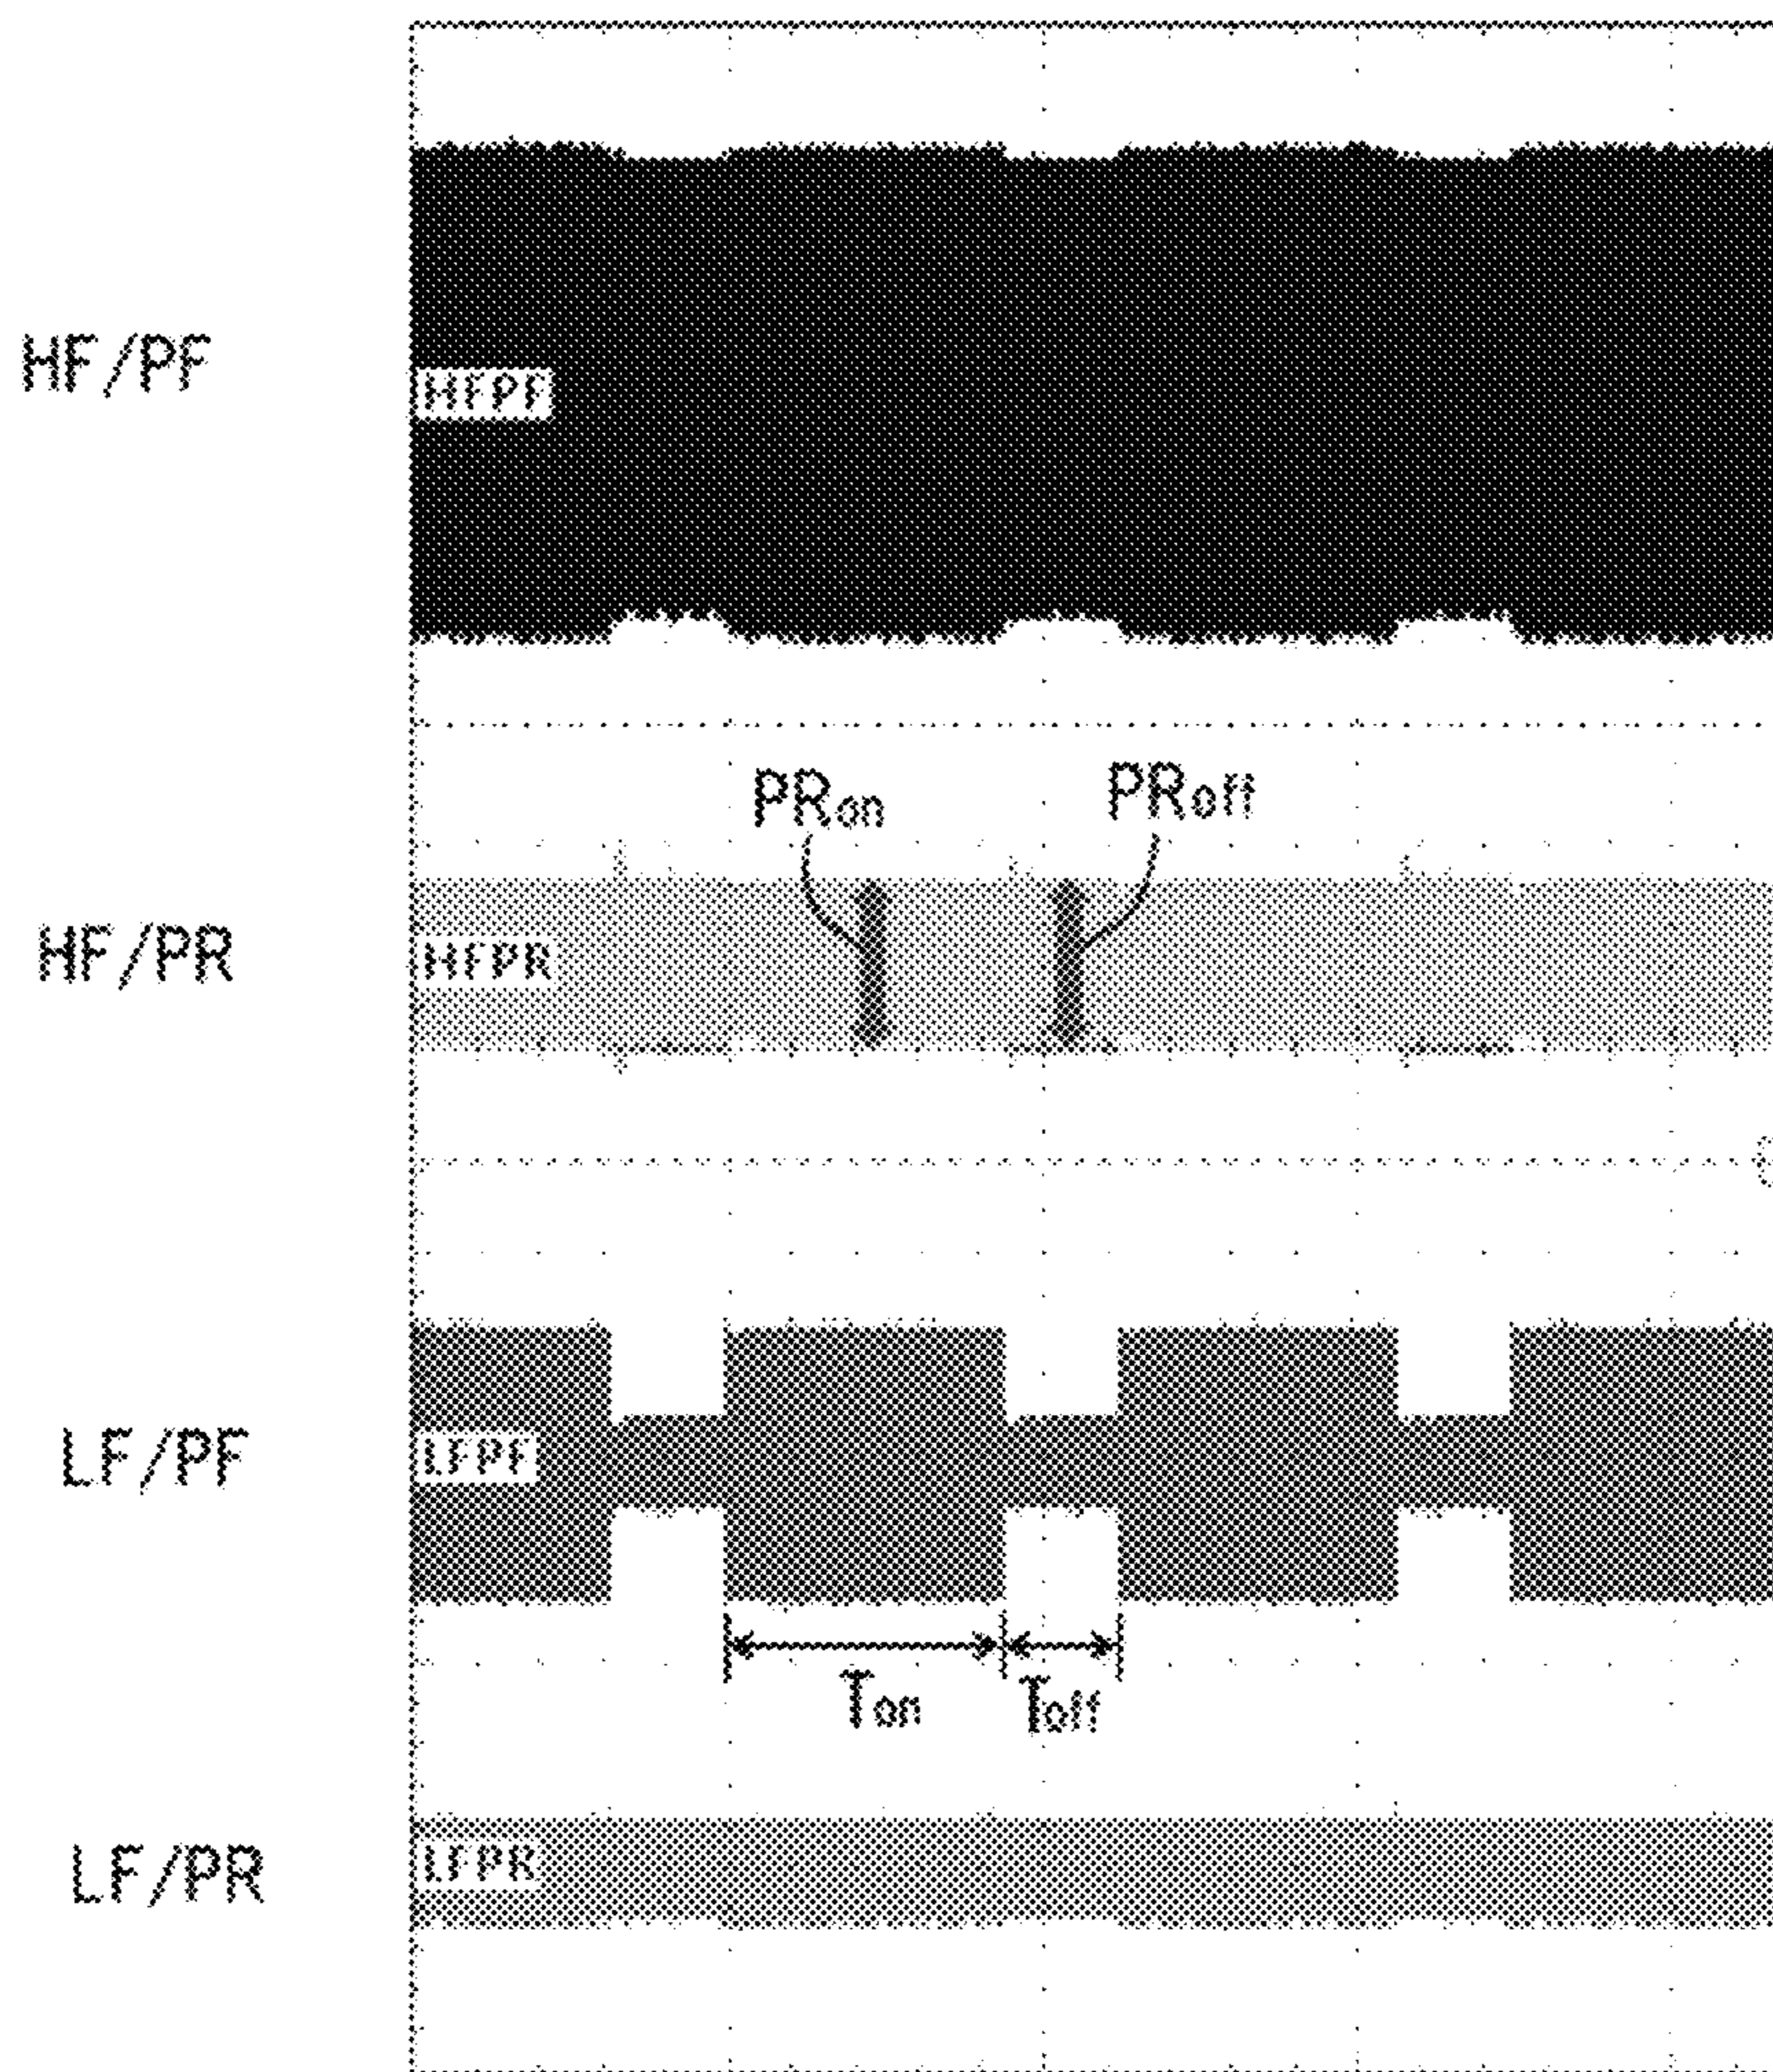 HF/PF
HFPF
PRon
PRoff
HF/PR
HFPR
LF/PF
LFPF
Ton
Toff
LF/PR
LFPR